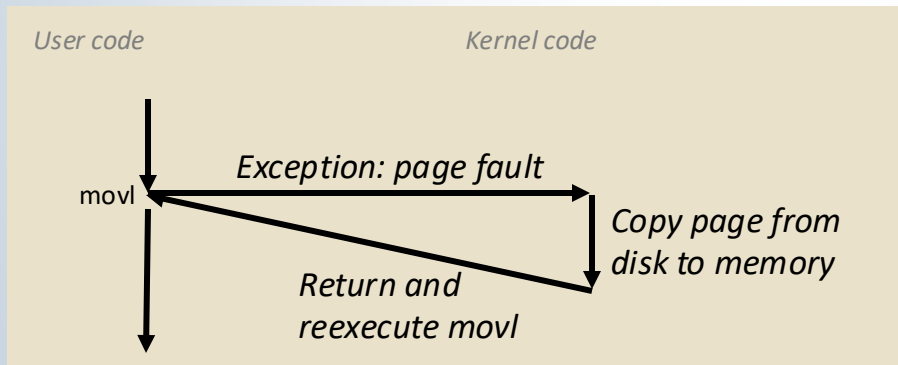 User code
Kernel code
Exception: page fault
movl
Copy page from
disk to memory
Return and
reexecute movl